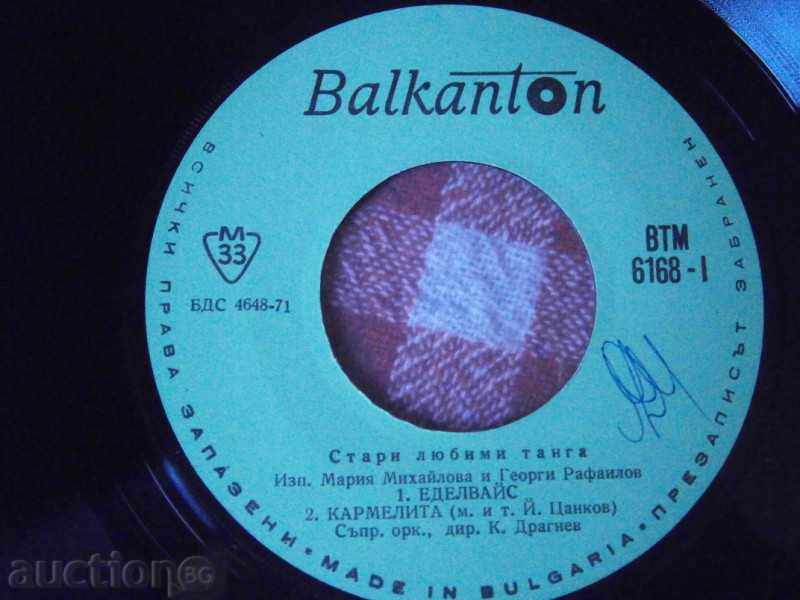 Balkanton
М
33
БДС 4648-71
ВТМ
6168 - I
Стари любими танга
Изп. Мария Михайлова и Георги Рафаилов
1. ЕДЕЛВАЙС
2. КАРМЕЛИТА (м. и т. Й. Цанков)
Съпр. орк., дир. К. Драгнев
ВСИЧКИ ПРАВА ЗАПАЗЕНИ • MADE IN BULGARIA • ПРЕЗАПИСЪТ ЗАБРАНЕН
auction BG